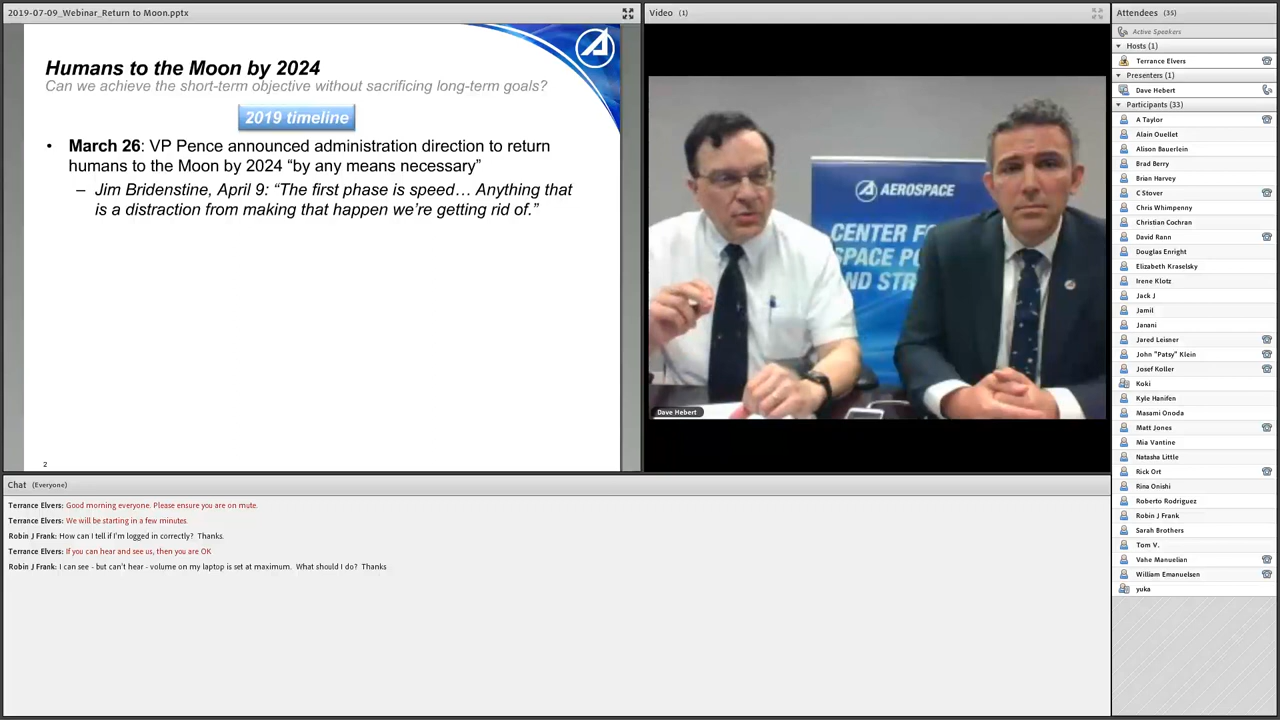 2019-07-09_Webinar_Return to Moon.pptx
Humans to the Moon by 2024
Can we achieve the short-term objective without sacrificing long-term goals?
2019 timeline
• March 26: VP Pence announced administration direction to return
humans to the Moon by 2024 “by any means necessary”
– Jim Bridenstine, April 9: “The first phase is speed… Anything that
is a distraction from making that happen we’re getting rid of.”
2
Video (1)
AEROSPACE
CENTER F
SPACE PO
AND STR
Dave Hebert
Chat (Everyone)
Terrance Elvers: Good morning everyone. Please ensure you are on mute.
Terrance Elvers: We will be starting in a few minutes.
Robin J Frank: How can I tell if I'm logged in correctly? Thanks.
Terrance Elvers: If you can hear and see us, then you are OK
Robin J Frank: I can see - but can't hear - volume on my laptop is set at maximum. What should I do? Thanks
Attendees (35)
Active Speakers
Hosts (1)
Terrance Elvers
Presenters (1)
Dave Hebert
Participants (33)
A Taylor
Alain Ouellet
Alison Bauerlein
Brad Berry
Brian Harvey
C Stover
Chris Whimpenny
Christian Cochran
David Rann
Douglas Enright
Elizabeth Kraselsky
Irene Klotz
Jack J
Jamil
Janani
Jared Leisner
John "Patsy" Klein
Josef Koller
Koki
Kyle Hanifen
Masami Onoda
Matt Jones
Mia Vantine
Natasha Little
Rick Ort
Rina Onishi
Roberto Rodriguez
Robin J Frank
Sarah Brothers
Tom V.
Vahe Manuelian
William Emanuelsen
yuka